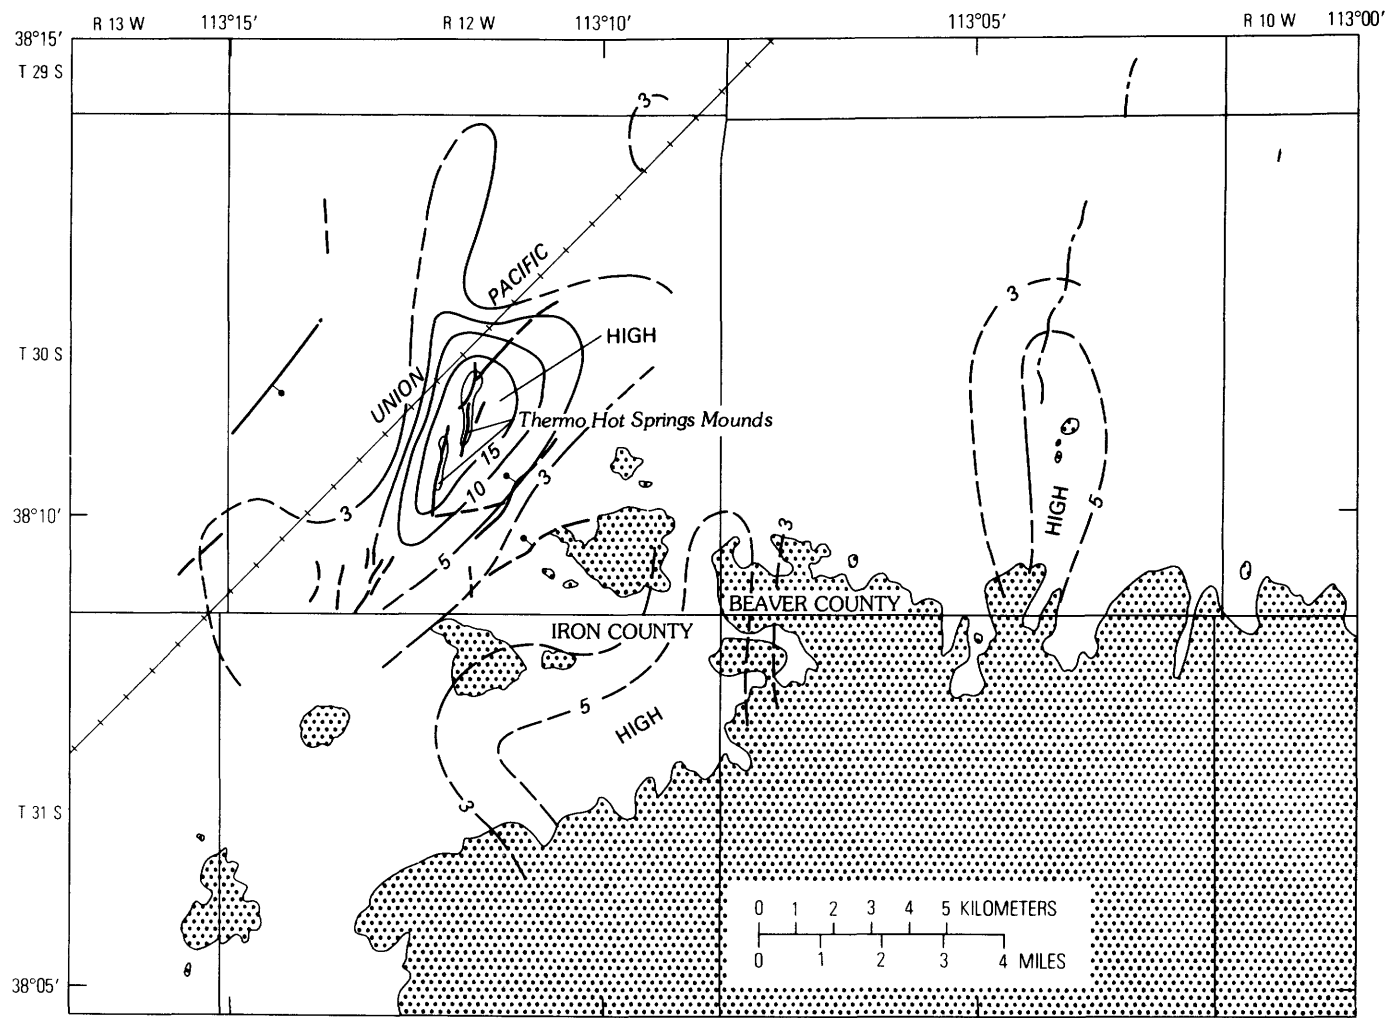 R 13 W 113°15′ R 12 W 113°10′ 113°05′ R 10 W 113°00′
38°15′
T 29 S
3
PACIFIC
3
T 30 S
HIGH
UNION
Thermo Hot Springs Mounds
15
10
3
5
HIGH
38°10′
3
3
5
BEAVER COUNTY
IRON COUNTY
5
HIGH
3
T 31 S
0 1 2 3 4 5 KILOMETERS
0 1 2 3 4 MILES
38°05′